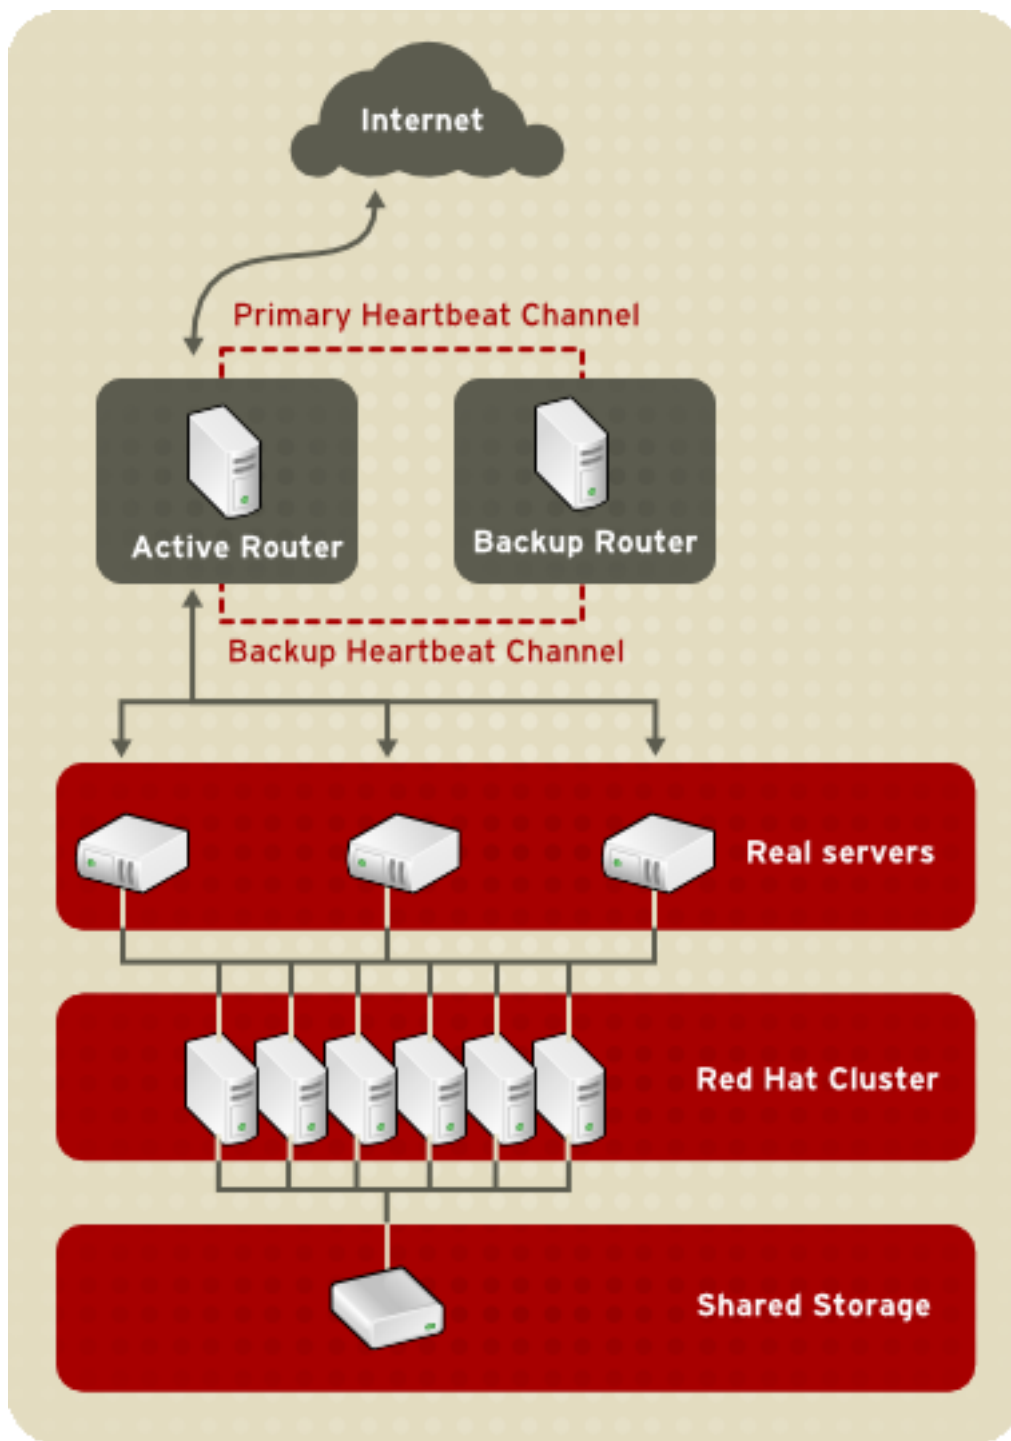 Internet
Primary Heartbeat Channel
Active Router
Backup Router
Backup Heartbeat Channel
Real servers
Red Hat Cluster
Shared Storage